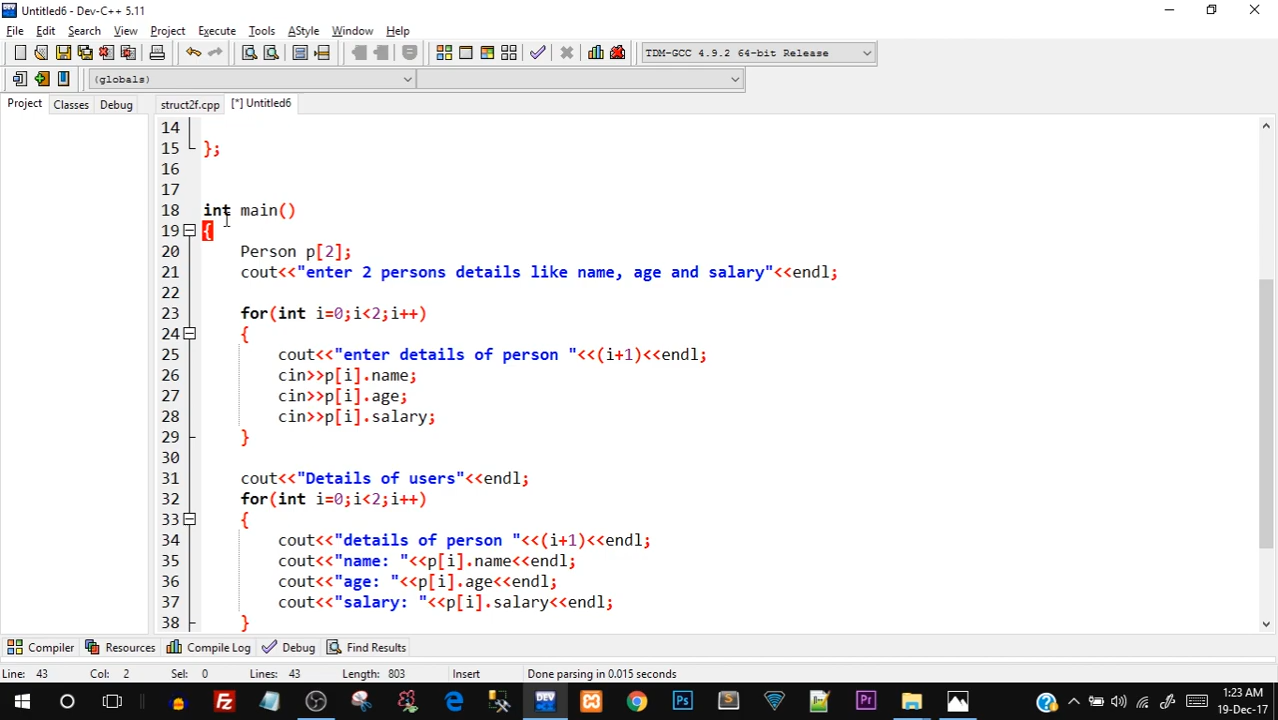 Untitled6 - Dev-C++ 5.11
File Edit Search View Project Execute Tools AStyle Window Help
TDM-GCC 4.9.2 64-bit Release
(globals)
Project Classes Debug struct2f.cpp [*] Untitled6
14
15 };
16
17
18 int main()
19 {
20 Person p[2];
21 cout<<"enter 2 persons details like name, age and salary"<<endl;
22
23 for(int i=0;i<2;i++)
24 {
25 cout<<"enter details of person "<<(i+1)<<endl;
26 cin>>p[i].name;
27 cin>>p[i].age;
28 cin>>p[i].salary;
29 }
30
31 cout<<"Details of users"<<endl;
32 for(int i=0;i<2;i++)
33 {
34 cout<<"details of person "<<(i+1)<<endl;
35 cout<<"name: "<<p[i].name<<endl;
36 cout<<"age: "<<p[i].age<<endl;
37 cout<<"salary: "<<p[i].salary<<endl;
38 }
Compiler Resources Compile Log Debug Find Results
Line: 43 Col: 2 Sel: 0 Lines: 43 Length: 803 Insert Done parsing in 0.015 seconds
1:23 AM
19-Dec-17